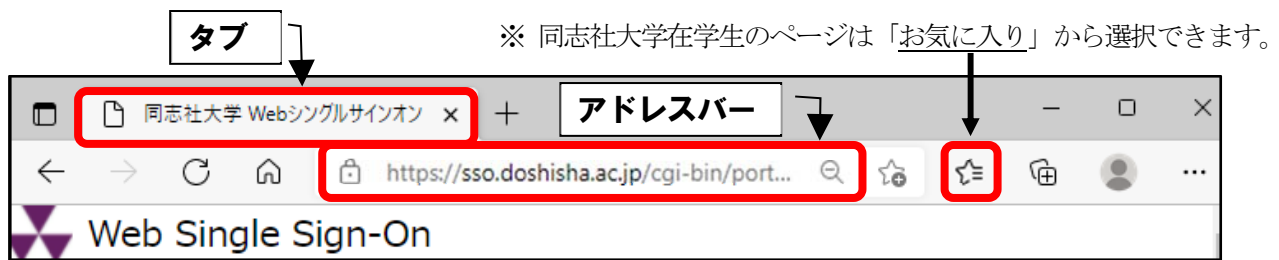 タブ
※ 同志社大学在学生のページは「お気に入り」から選択できます。
同志社大学 Webシングルサインオン
アドレスバー
https://sso.doshisha.ac.jp/cgi-bin/port...
Web Single Sign-On